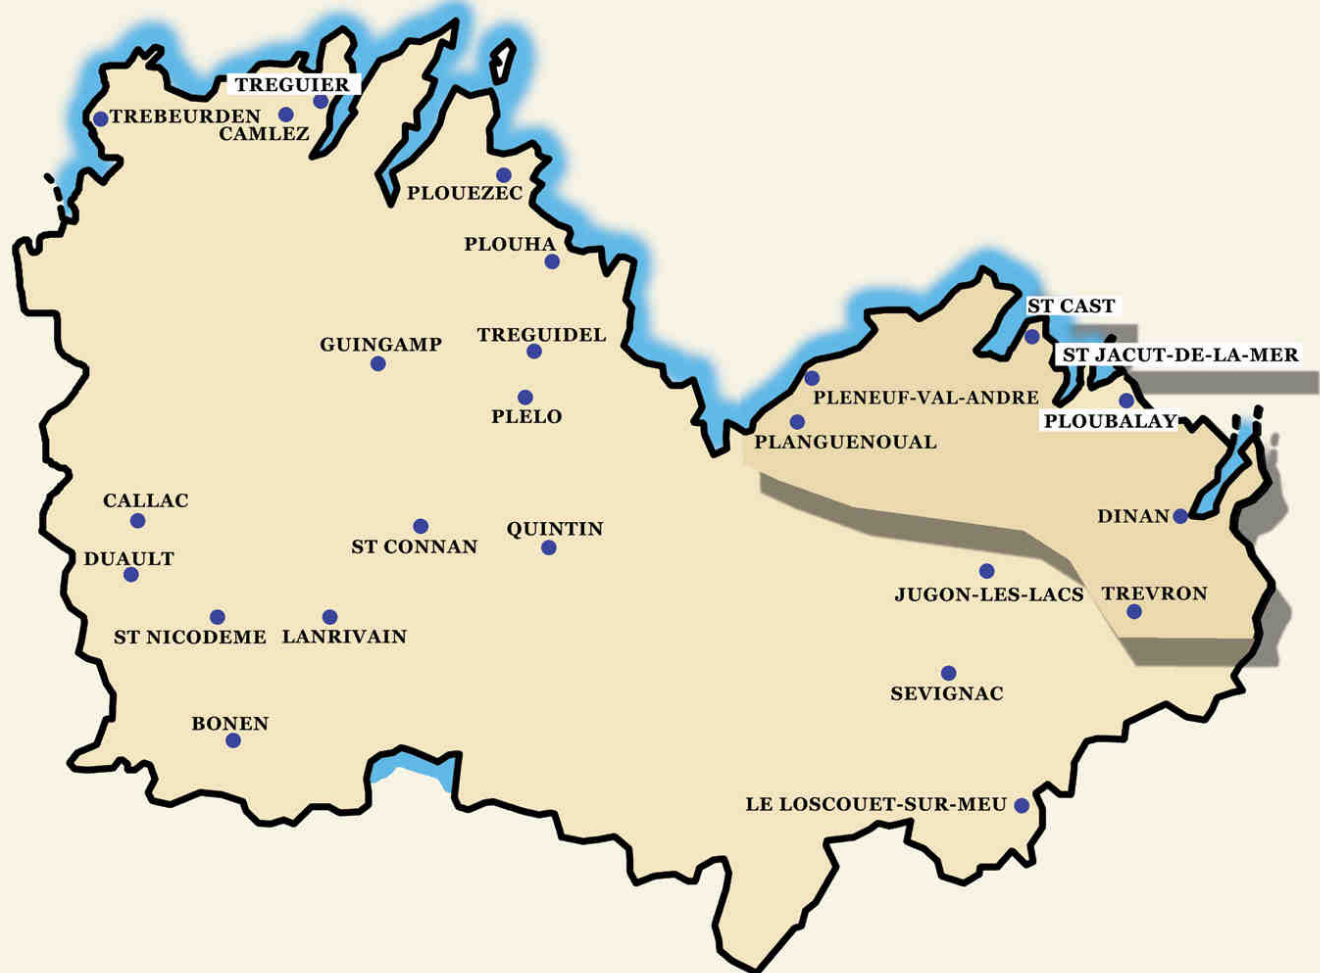 TREGUIER
TREBEURDEN
CAMLEZ
PLOUEZEC
PLOUHA
ST CAST
TREGUIDEL
GUINGAMP
ST JACUT-DE-LA-MER
PLENEUF-VAL-ANDRE
PLELO
PLOUBALAY
PLANGUENOUAL
CALLAC
DINAN
QUINTIN
ST CONNAN
DUAULT
JUGON-LES-LACS
TREVRON
ST NICODEME
LANRIVAIN
SEVIGNAC
BONEN
LE LOSCOUET-SUR-MEU